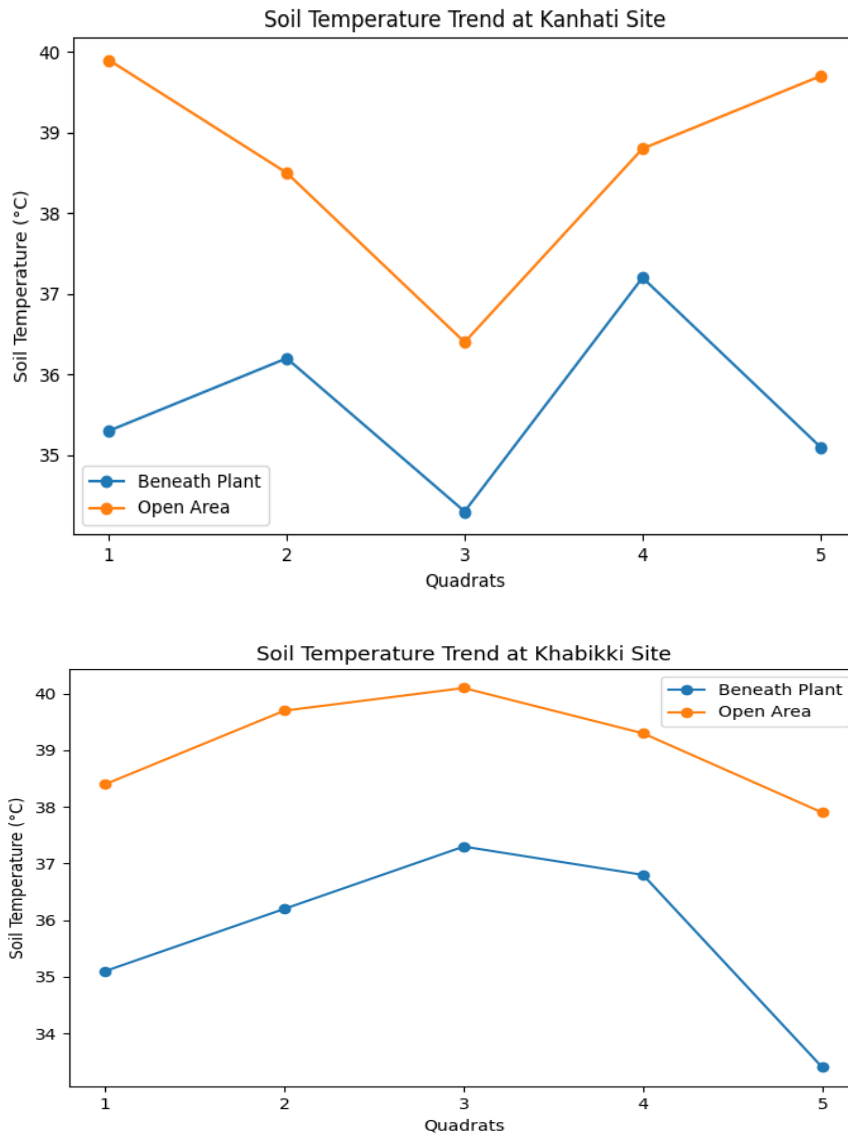 Soil Temperature Trend at Kanhati Site
40
39
38
37
36
35
Soil Temperature (°C)
Beneath Plant
Open Area
1 2 3 4 5
Quadrats
Soil Temperature Trend at Khabikki Site
40
39
38
37
36
35
34
Soil Temperature (°C)
Beneath Plant
Open Area
1 2 3 4 5
Quadrats